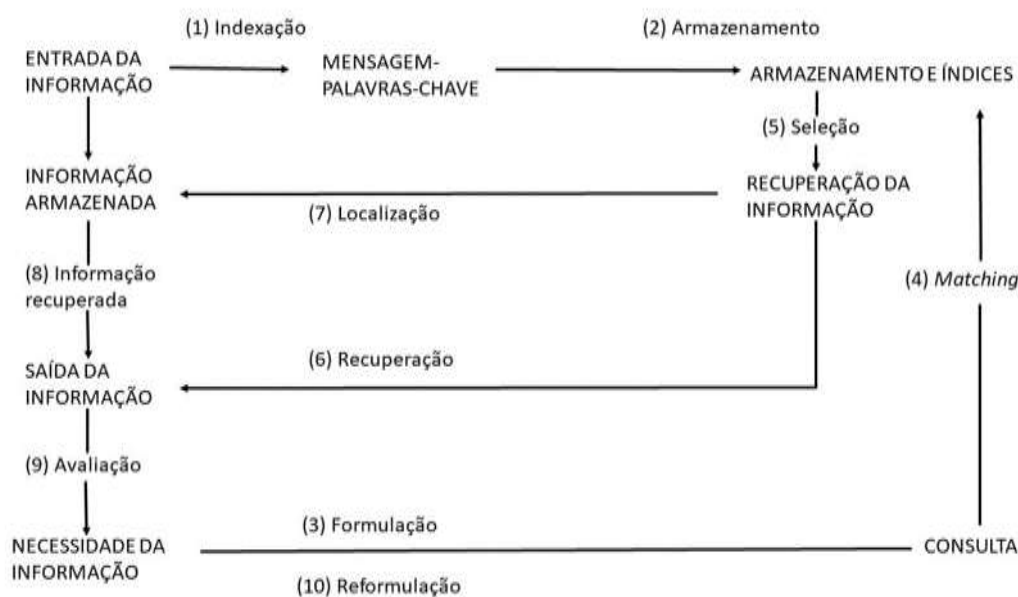 (1) Indexação
(2) Armazenamento
ENTRADA DA
INFORMAÇÃO
MENSAGEM-
PALAVRAS-CHAVE
ARMAZENAMENTO E ÍNDICES
(5) Seleção
INFORMAÇÃO
ARMAZENADA
RECUPERAÇÃO DA
INFORMAÇÃO
(7) Localização
(8) Informação
recuperada
(4) Matching
(6) Recuperação
SAÍDA DA
INFORMAÇÃO
(9) Avaliação
(3) Formulação
NECESSIDADE DA
INFORMAÇÃO
CONSULTA
(10) Reformulação